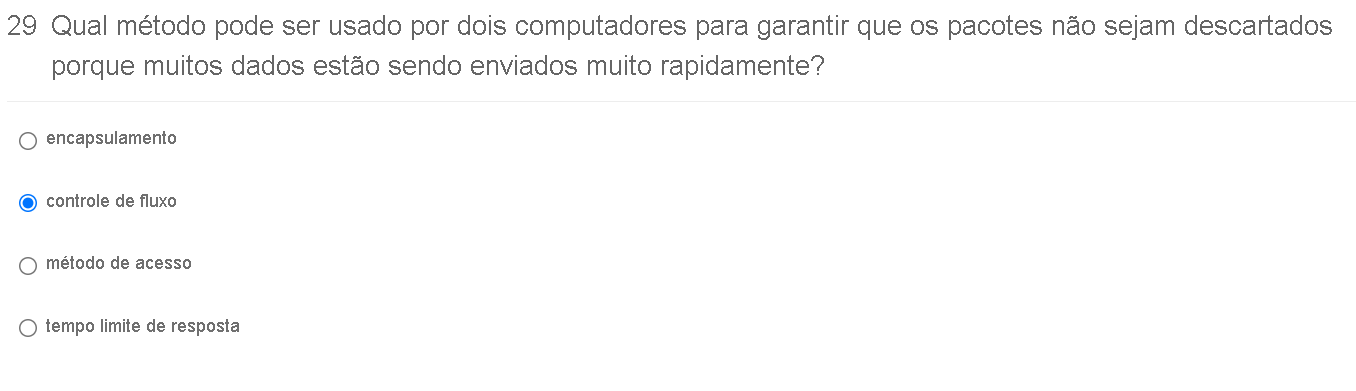 29 Qual método pode ser usado por dois computadores para garantir que os pacotes não sejam descartados
porque muitos dados estão sendo enviados muito rapidamente?
encapsulamento
controle de fluxo
método de acesso
tempo limite de resposta